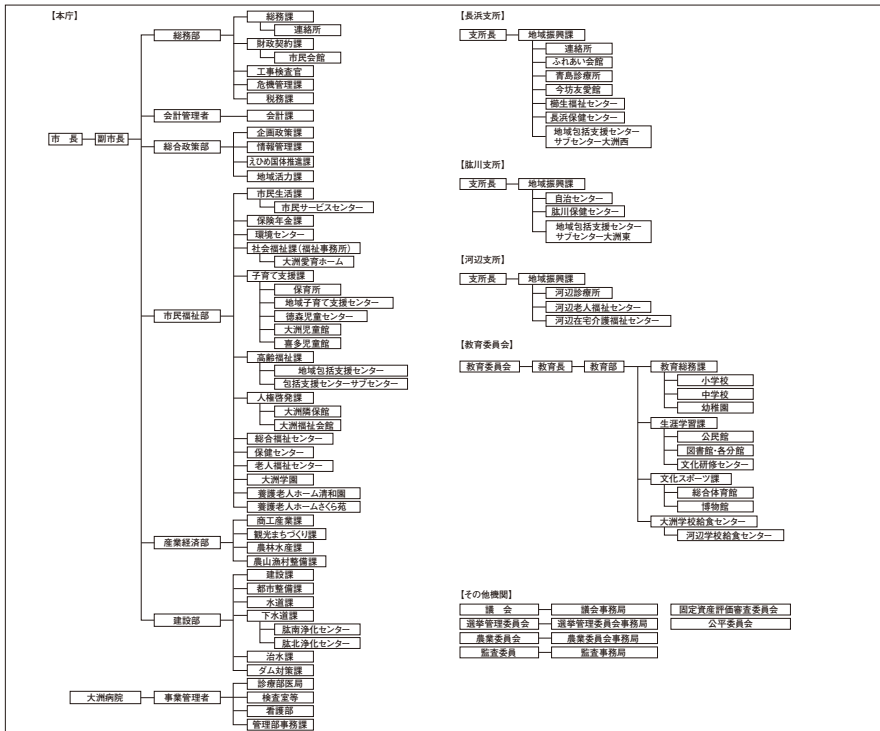 【本庁】
市 長
副市長
総務部
総務課
連絡所
財政契約課
市民会館
工事検査官
危機管理課
税務課
会計管理者
会計課
総合政策部
企画政策課
情報管理課
えひめ国体推進課
地域活力課
市民福祉部
市民生活課
市民サービスセンター
保険年金課
環境センター
社会福祉課(福祉事務所)
大洲愛育ホーム
子育て支援課
保育所
地域子育て支援センター
徳森児童センター
大洲児童館
喜多児童館
高齢福祉課
地域包括支援センター
包括支援センターサブセンター
人権啓発課
大洲隣保館
大洲福祉会館
総合福祉センター
保健センター
老人福祉センター
大洲学園
養護老人ホーム清和園
養護老人ホームさくら苑
産業経済部
商工産業課
観光まちづくり課
農林水産課
農山漁村整備課
建設部
建設課
都市整備課
水道課
下水道課
肱南浄化センター
肱北浄化センター
治水課
ダム対策課
大洲病院
事業管理者
診療部医局
検査室等
看護部
管理部事務課
【長浜支所】
支所長
地域振興課
連絡所
ふれあい会館
青島診療所
今坊友愛館
櫛生福祉センター
長浜保健センター
地域包括支援センター
サブセンター大洲西
【肱川支所】
支所長
地域振興課
自治センター
肱川保健センター
地域包括支援センター
サブセンター大洲東
【河辺支所】
支所長
地域振興課
河辺診療所
河辺老人福祉センター
河辺在宅介護福祉センター
【教育委員会】
教育委員会
教育長
教育部
教育総務課
小学校
中学校
幼稚園
生涯学習課
公民館
図書館・各分館
文化研修センター
文化スポーツ課
総合体育館
博物館
大洲学校給食センター
河辺学校給食センター
【その他機関】
議 会
議会事務局
固定資産評価審査委員会
選挙管理委員会
選挙管理委員会事務局
公平委員会
農業委員会
農業委員会事務局
監査委員
監査事務局